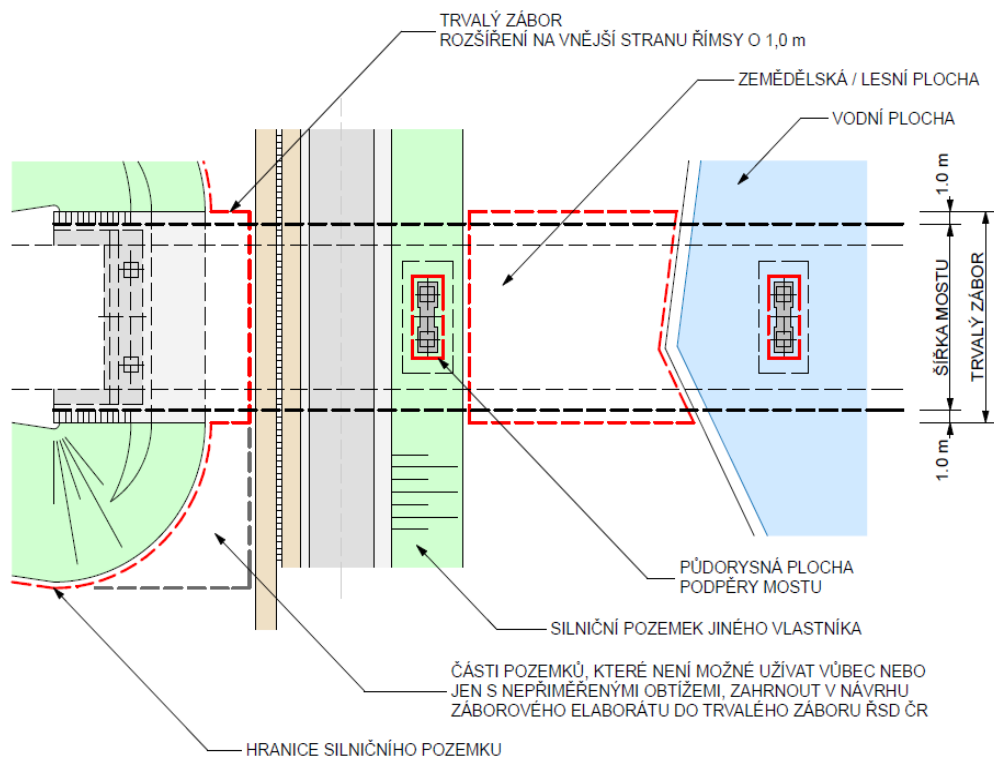 TRVALÝ ZÁBOR
ROZŠÍŘENÍ NA VNĚJŠÍ STRANU ŘÍMSY O 1,0 m
ZEMĚDĚLSKÁ / LESNÍ PLOCHA
VODNÍ PLOCHA
1.0 m
ŠÍŘKA MOSTU
TRVALÝ ZÁBOR
1.0 m
PŮDORYSNÁ PLOCHA
PODPĚRY MOSTU
SILNIČNÍ POZEMEK JINÉHO VLASTNÍKA
ČÁSTI POZEMKŮ, KTERÉ NENÍ MOŽNÉ UŽÍVAT VŮBEC NEBO
JEN S NEPŘIMĚŘENÝMI OBTÍŽEMI, ZAHRNOUT V NÁVRHU
ZÁBOROVÉHO ELABORÁTU DO TRVALÉHO ZÁBORU ŘSD ČR
HRANICE SILNIČNÍHO POZEMKU